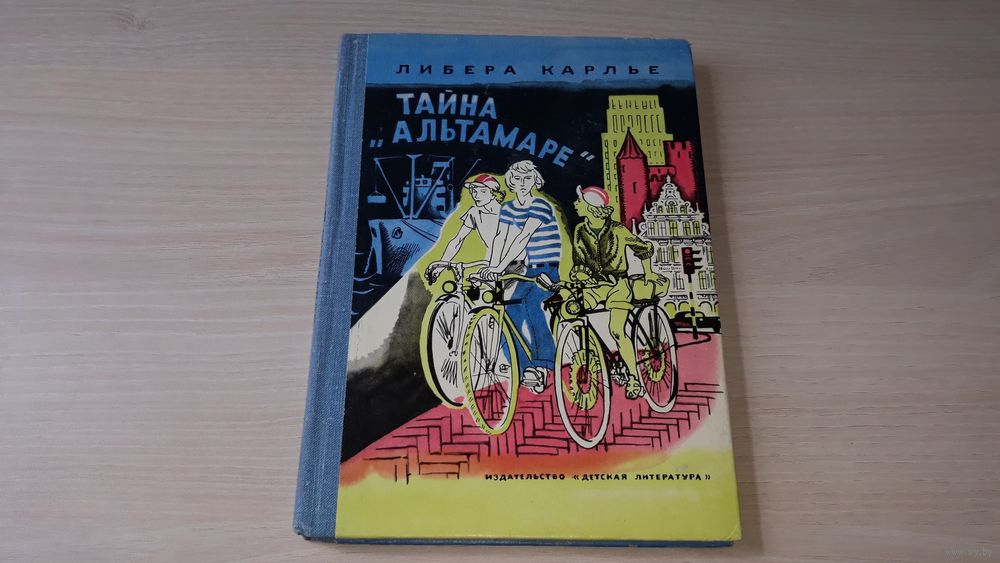 ЛИБЕРА КАРЛЬЕ
ТАЙНА
„АЛЬТАМАРЕ"
ИЗДАТЕЛЬСТВО «ДЕТСКАЯ ЛИТЕРАТУРА»